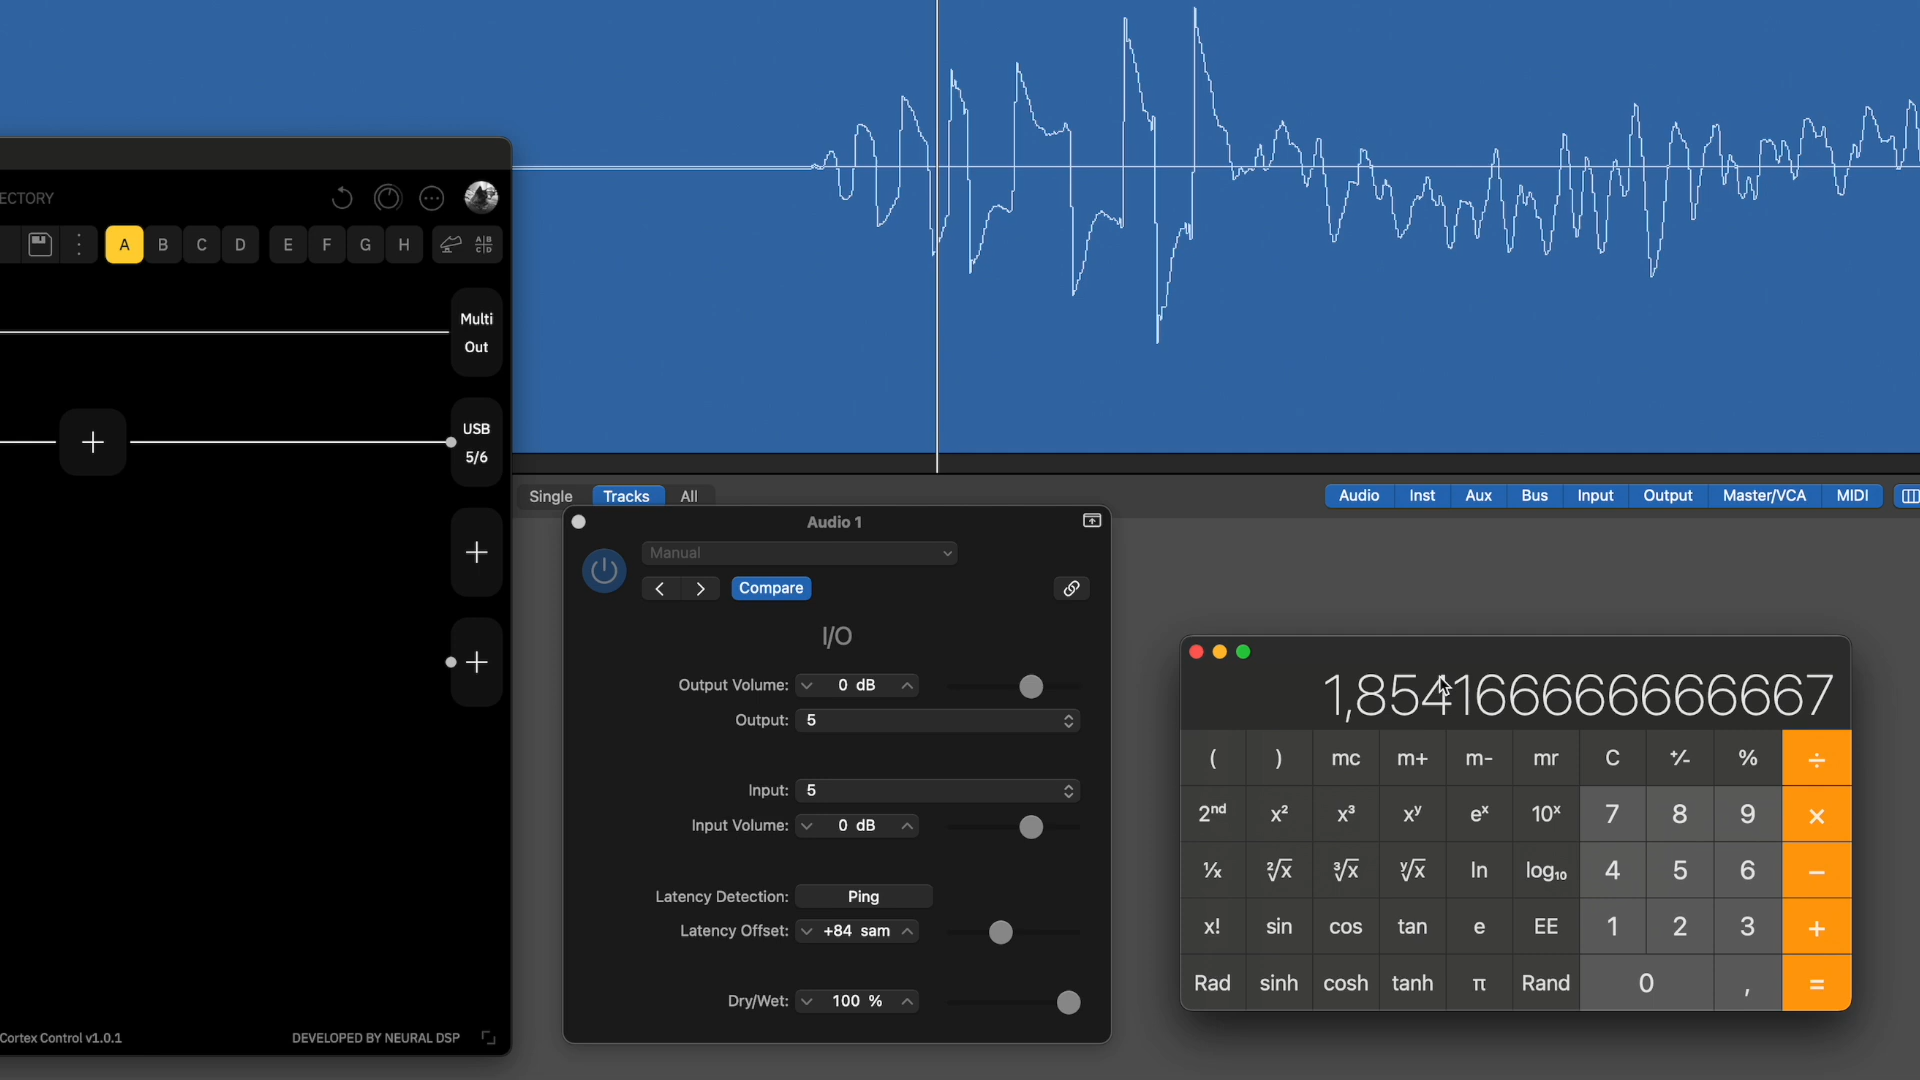 ECTORY
A B C D E F G H
Multi
Out
USB
5/6
Cortex Control v1.0.1
DEVELOPED BY NEURAL DSP
Single Tracks All
Audio Inst Aux Bus Input Output Master/VCA MIDI
Audio 1
Manual
Compare
I/O
Output Volume: 0 dB
Output: 5
Input: 5
Input Volume: 0 dB
Latency Detection: Ping
Latency Offset: +84 sam
Dry/Wet: 100 %
1,8541666666666667
( ) mc m+ m- mr C +/- % ÷
2nd x² x³ xʸ eˣ 10ˣ 7 8 9 ×
1/x ²√x ³√x ʸ√x ln log₁₀ 4 5 6 −
x! sin cos tan e EE 1 2 3 +
Rad sinh cosh tanh π Rand 0 , =